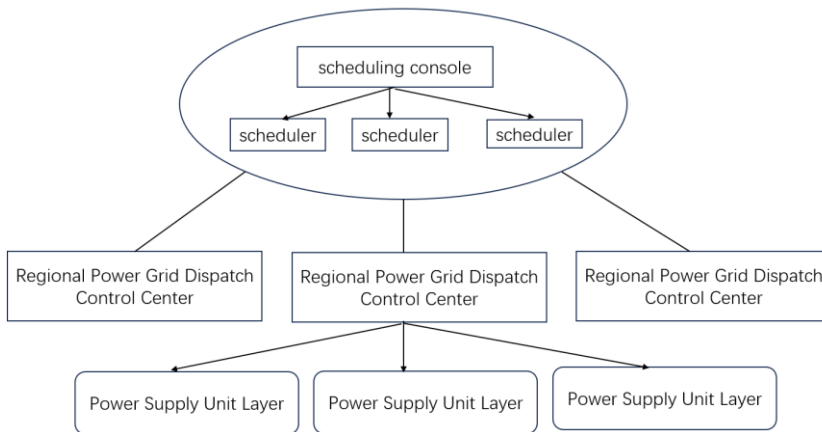 scheduling console
scheduler
scheduler
scheduler
Regional Power Grid Dispatch
Control Center
Regional Power Grid Dispatch
Control Center
Regional Power Grid Dispatch
Control Center
Power Supply Unit Layer
Power Supply Unit Layer
Power Supply Unit Layer